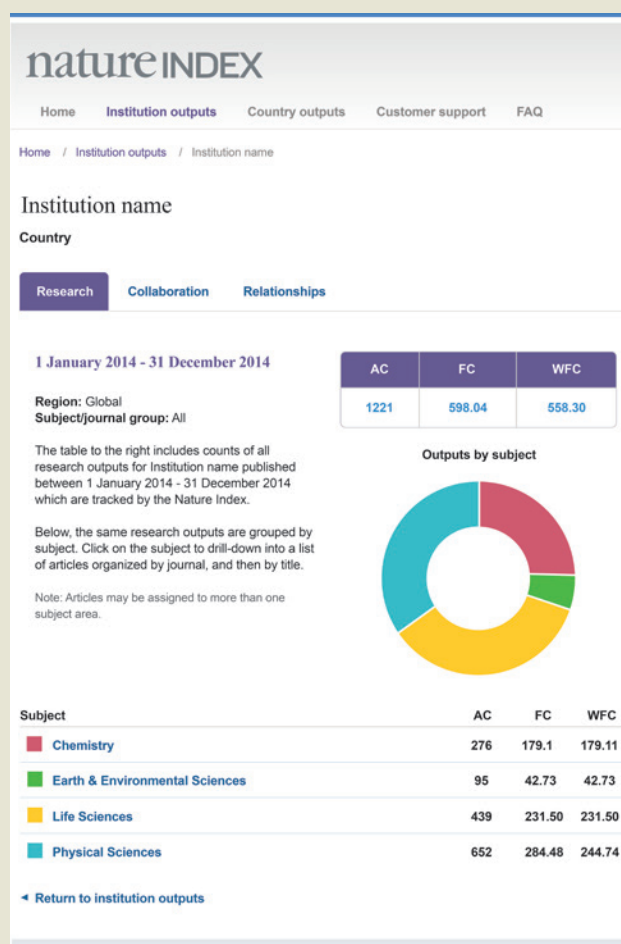 nature INDEX
Home Institution outputs Country outputs Customer support FAQ
Home / Institution outputs / Institution name
Institution name
Country
Research Collaboration Relationships
1 January 2014 - 31 December 2014
Region: Global
Subject/journal group: All
The table to the right includes counts of all
research outputs for Institution name published
between 1 January 2014 - 31 December 2014
which are tracked by the Nature Index.
Below, the same research outputs are grouped by
subject. Click on the subject to drill-down into a list
of articles organized by journal, and then by title.
Note: Articles may be assigned to more than one
subject area.
AC FC WFC
1221 598.04 558.30
Outputs by subject
Subject AC FC WFC
Chemistry 276 179.1 179.11
Earth & Environmental Sciences 95 42.73 42.73
Life Sciences 439 231.50 231.50
Physical Sciences 652 284.48 244.74
◄ Return to institution outputs